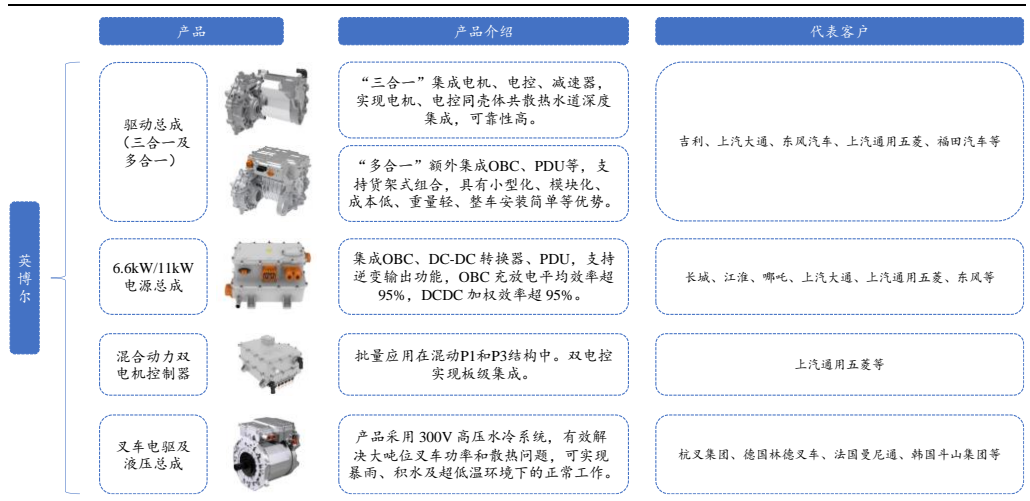 产品
产品介绍
代表客户
英
博
尔
驱动总成
（三合一及
多合一）
“三合一”集成电机、电控、减速器，
实现电机、电控同壳体共散热水道深度
集成，可靠性高。
“多合一”额外集成OBC、PDU等，支
持货架式组合，具有小型化、模块化、
成本低、重量轻、整车安装简单等优势。
吉利、上汽大通、东风汽车、上汽通用五菱、福田汽车等
6.6kW/11kW
电源总成
集成OBC、DC-DC 转换器、PDU，支持
逆变输出功能，OBC 充放电平均效率超
95%，DCDC 加权效率超 95%。
长城、江淮、哪吒、上汽大通、上汽通用五菱、东风等
混合动力双
电机控制器
批量应用在混动P1和P3结构中。双电控
实现板级集成。
上汽通用五菱等
叉车电驱及
液压总成
产品采用 300V 高压水冷系统，有效解
决大吨位叉车功率和散热问题，可实现
暴雨、积水及超低温环境下的正常工作。
杭叉集团、德国林德叉车、法国曼尼通、韩国斗山集团等